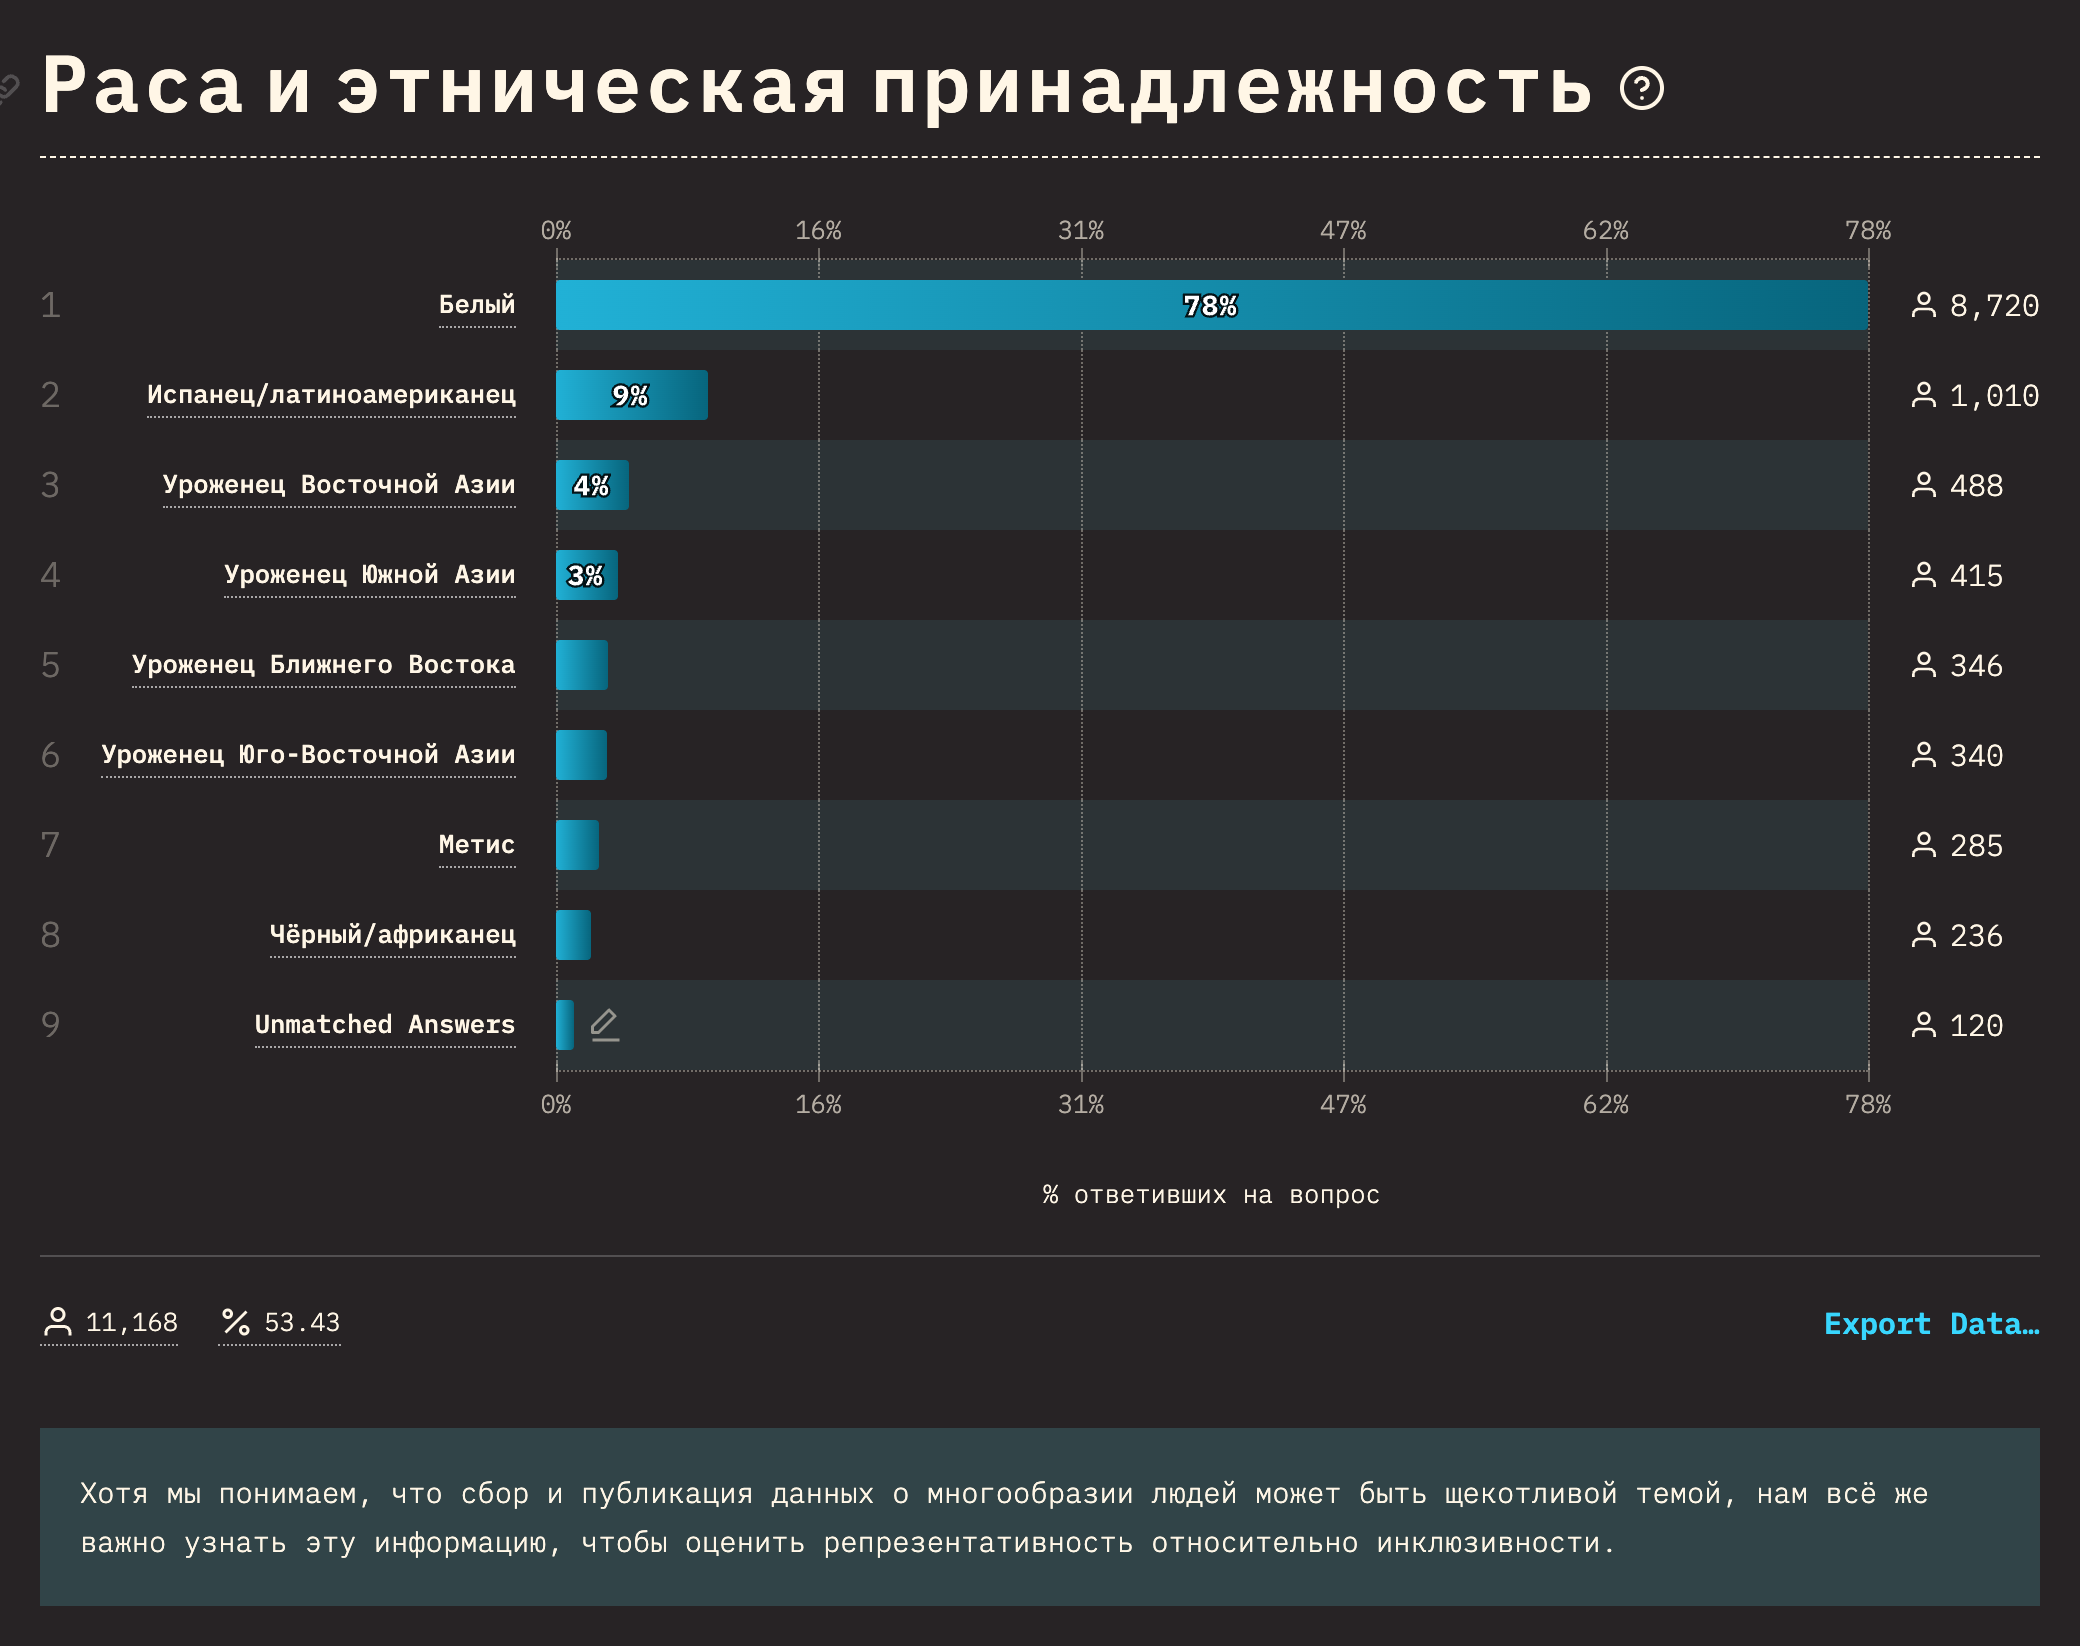 Раса и этническая принадлежность
0% 16% 31% 47% 62% 78%
1 Белый 78% 8,720
2 Испанец/латиноамериканец 9% 1,010
3 Уроженец Восточной Азии 4% 488
4 Уроженец Южной Азии 3% 415
5 Уроженец Ближнего Востока 346
6 Уроженец Юго-Восточной Азии 340
7 Метис 285
8 Чёрный/африканец 236
9 Unmatched Answers 120
0% 16% 31% 47% 62% 78%
% ответивших на вопрос
11,168 % 53.43 Export Data…
Хотя мы понимаем, что сбор и публикация данных о многообразии людей может быть щекотливой темой, нам всё же
важно узнать эту информацию, чтобы оценить репрезентативность относительно инклюзивности.